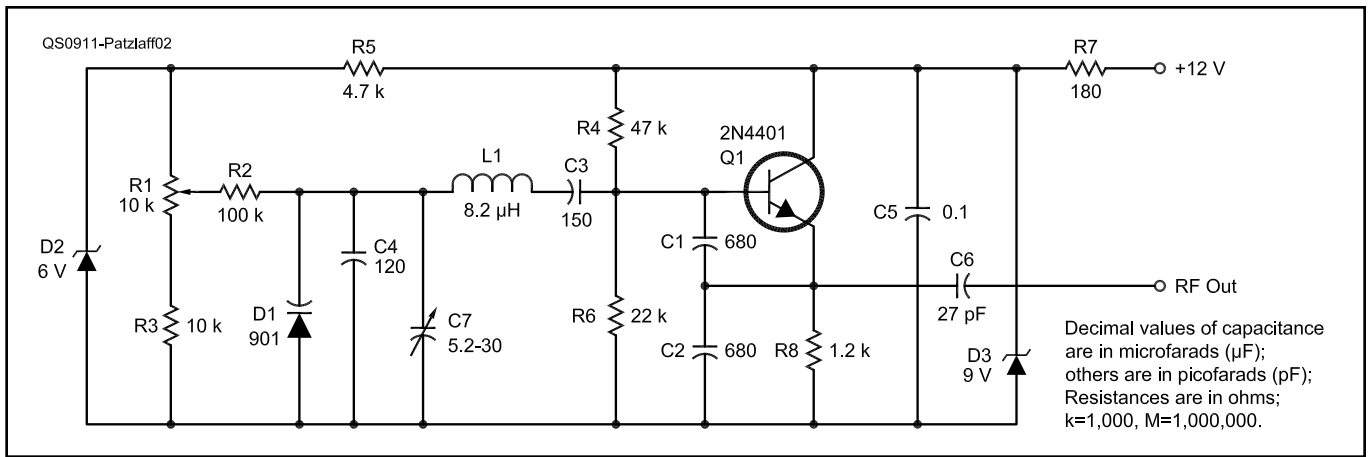 QS0911-Patzlaff02
R5
4.7 k
R7
180
+12 V
R4
47 k
2N4401
Q1
R1
10 k
R2
100 k
L1
8.2 µH
C3
150
D2
6 V
C4
120
C1
680
C5
0.1
C6
27 pF
RF Out
R3
10 k
D1
901
C7
5.2-30
R6
22 k
C2
680
R8
1.2 k
D3
9 V
Decimal values of capacitance
are in microfarads (µF);
others are in picofarads (pF);
Resistances are in ohms;
k=1,000, M=1,000,000.